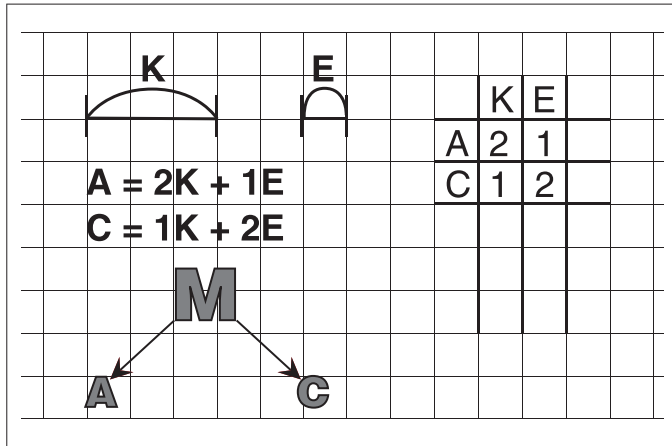 K E
A = 2K + 1E
C = 1K + 2E
M
A C
K E
A 2 1
C 1 2